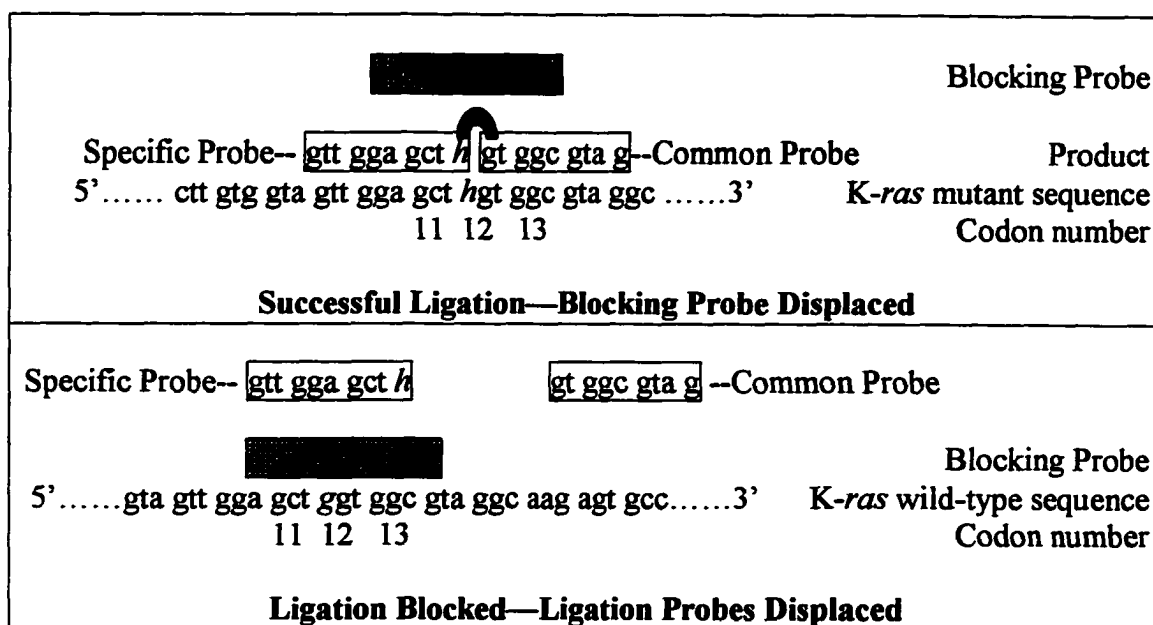 Blocking Probe
Specific Probe-- gtt gga gct h gt ggc gta g--Common Probe Product
5’...... ctt gtg gta gtt gga gct hgt ggc gta ggc ......3’ K-ras mutant sequence
11 12 13 Codon number
Successful Ligation—Blocking Probe Displaced
Specific Probe-- gtt gga gct h gt ggc gta g --Common Probe
Blocking Probe
5’......gta gtt gga gct ggt ggc gta ggc aag agt gcc......3’ K-ras wild-type sequence
11 12 13 Codon number
Ligation Blocked—Ligation Probes Displaced